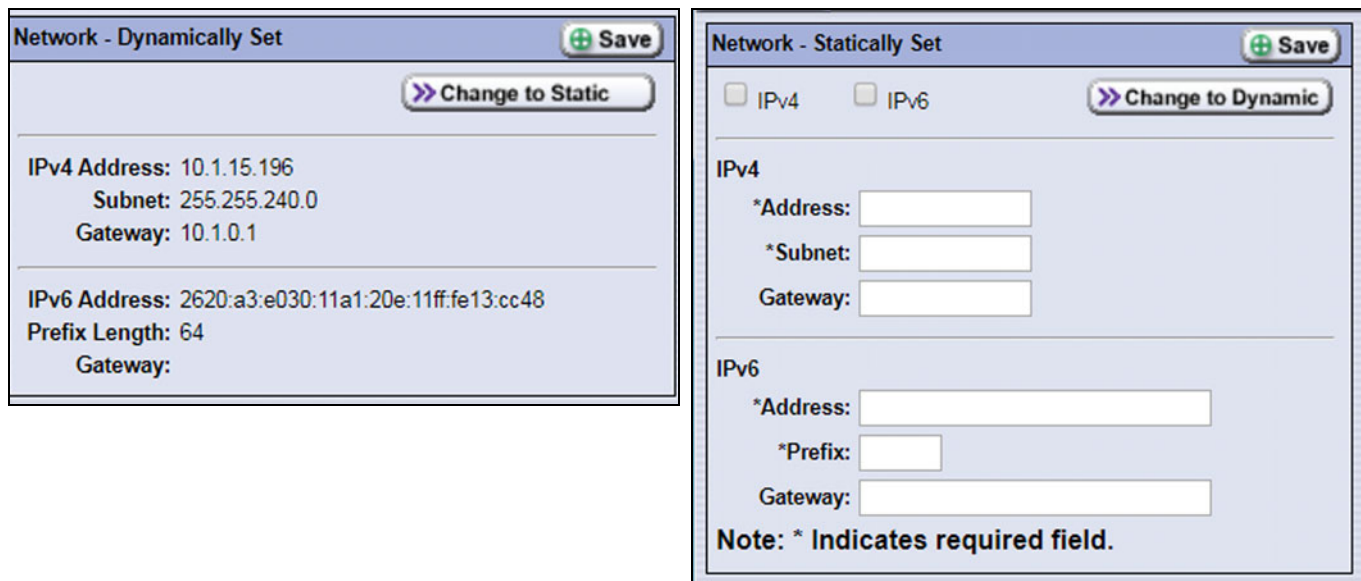 Network - Dynamically Set
Save
Change to Static
IPv4 Address: 10.1.15.196
Subnet: 255.255.240.0
Gateway: 10.1.0.1
IPv6 Address: 2620:a3:e030:11a1:20e:11ff:fe13:cc48
Prefix Length: 64
Gateway:
Network - Statically Set
Save
IPv4 IPv6 Change to Dynamic
IPv4
*Address:
*Subnet:
Gateway:
IPv6
*Address:
*Prefix:
Gateway:
Note: * Indicates required field.